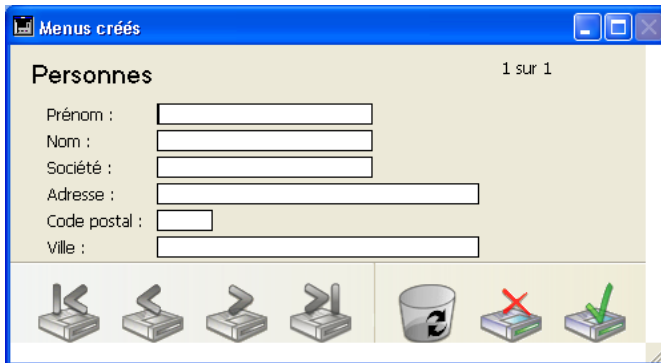 Menus créés
Personnes
1 sur 1
Prénom :
Nom :
Société :
Adresse :
Code postal :
Ville :